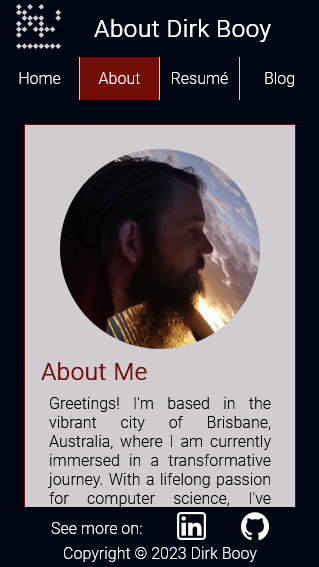 About Dirk Booy
Home
About
Resumé
Blog
About Me
Greetings! I'm based in the
vibrant city of Brisbane,
Australia, where I am currently
immersed in a transformative
journey. With a lifelong passion
for computer science, I've
See more on:
Copyright © 2023 Dirk Booy